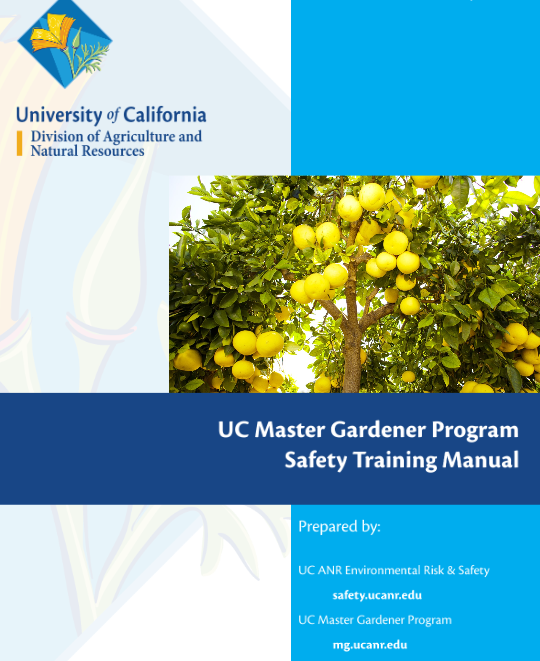 University of California
Division of Agriculture and
Natural Resources
UC Master Gardener Program
Safety Training Manual
Prepared by:
UC ANR Environmental Risk & Safety
safety.ucanr.edu
UC Master Gardener Program
mg.ucanr.edu